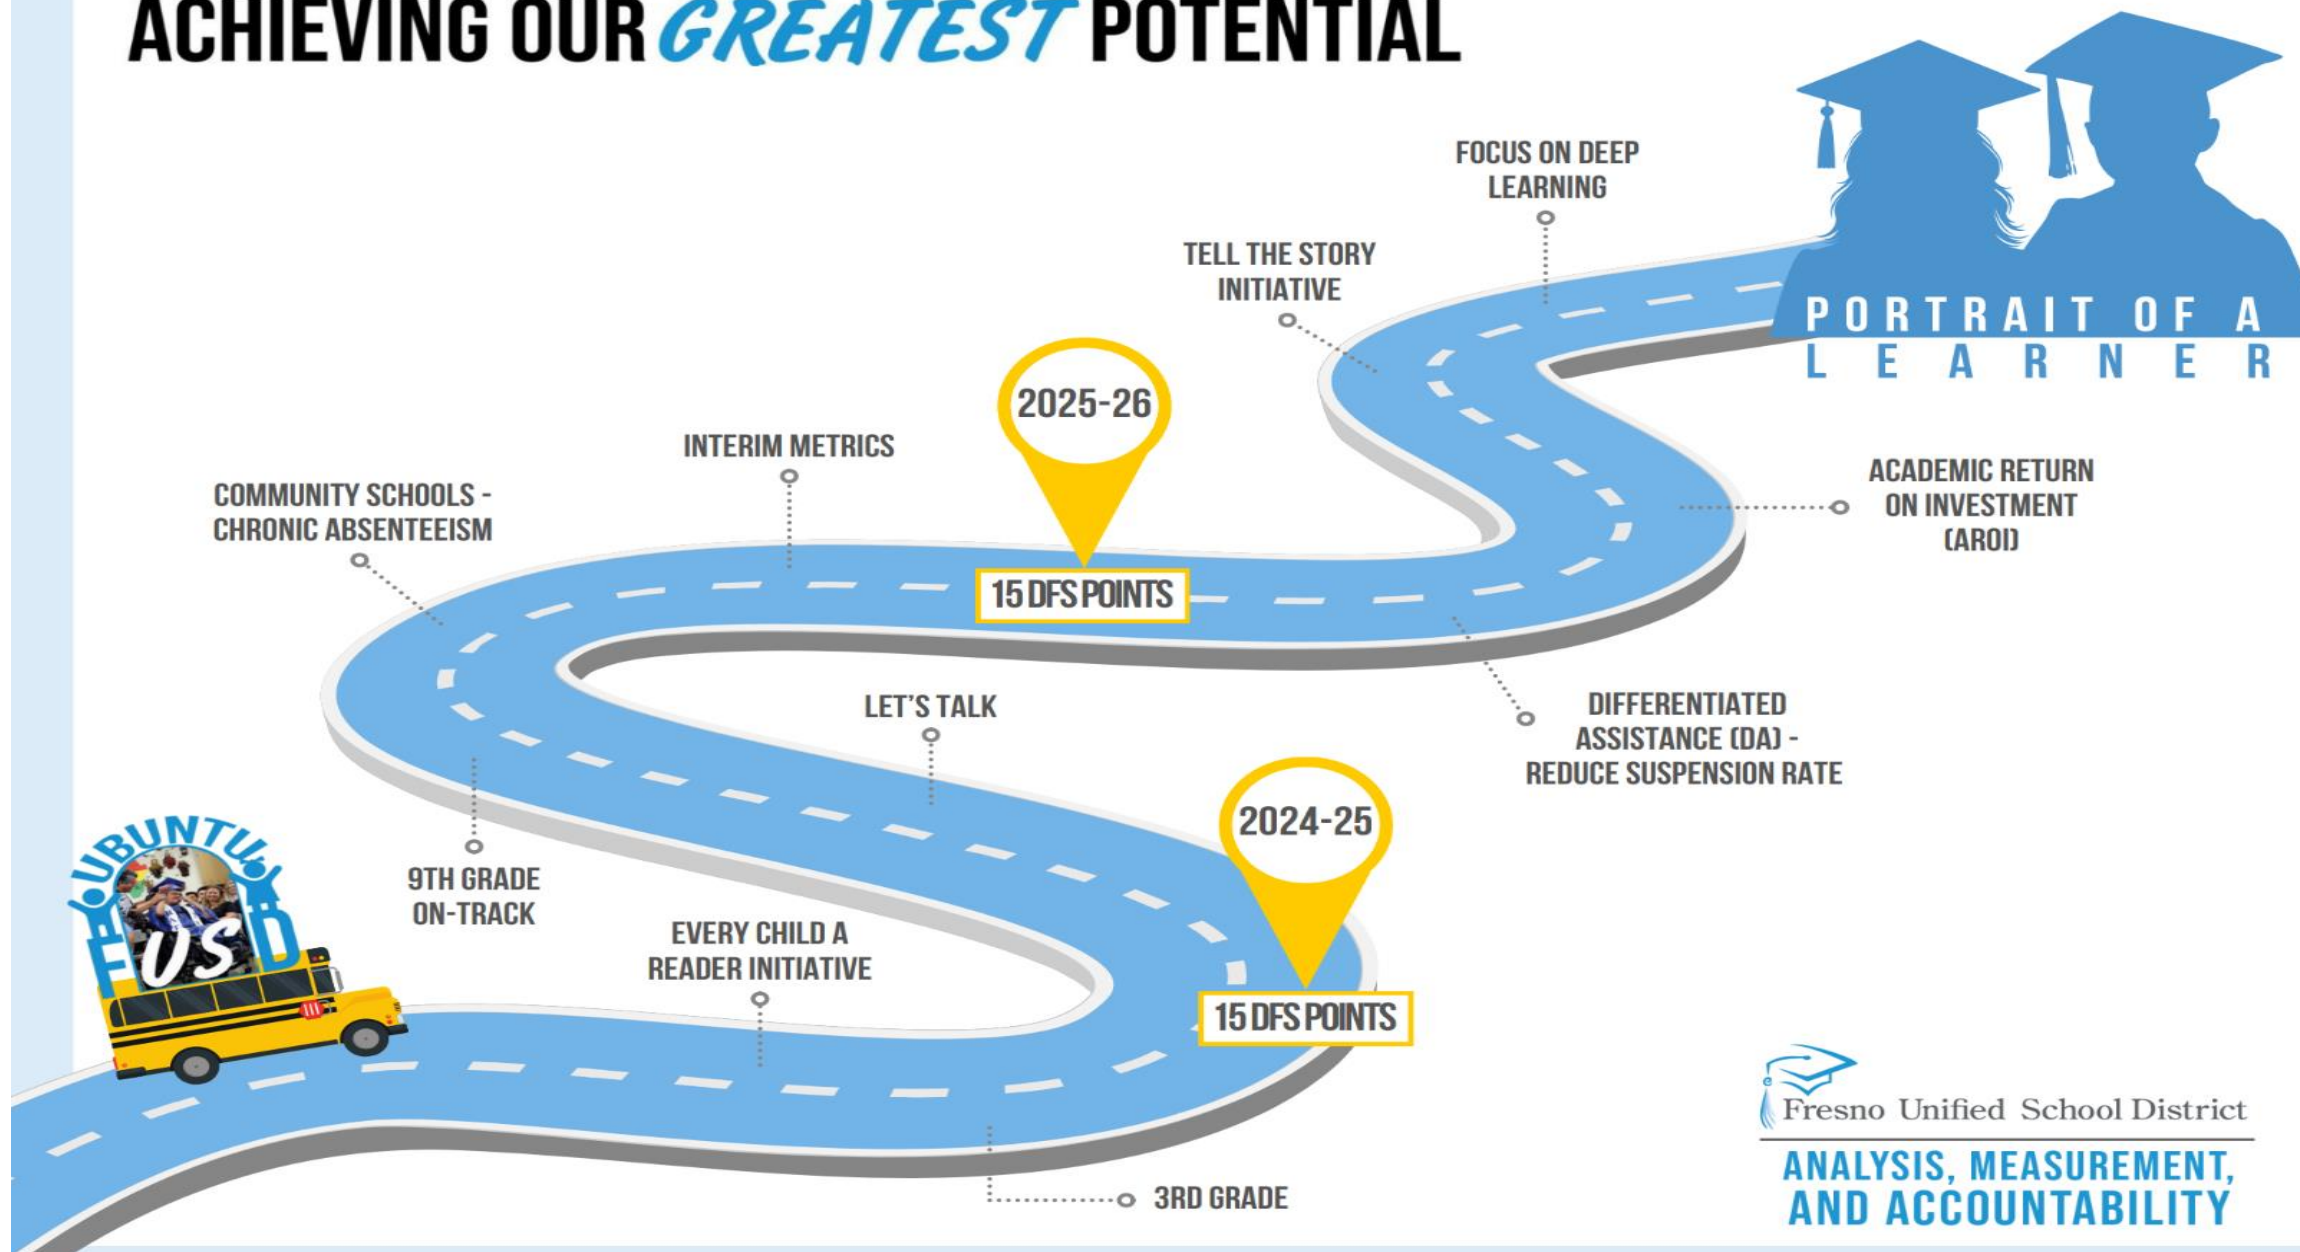 ACHIEVING OUR GREATEST POTENTIAL
FOCUS ON DEEP
LEARNING
TELL THE STORY
INITIATIVE
PORTRAIT OF A
LEARNER
2025-26
15 DFS POINTS
INTERIM METRICS
COMMUNITY SCHOOLS -
CHRONIC ABSENTEEISM
ACADEMIC RETURN
ON INVESTMENT
(AROI)
DIFFERENTIATED
ASSISTANCE (DA) -
REDUCE SUSPENSION RATE
LET'S TALK
2024-25
15 DFS POINTS
9TH GRADE
ON-TRACK
EVERY CHILD A
READER INITIATIVE
UBUNTU
US
3RD GRADE
Fresno Unified School District
ANALYSIS, MEASUREMENT,
AND ACCOUNTABILITY